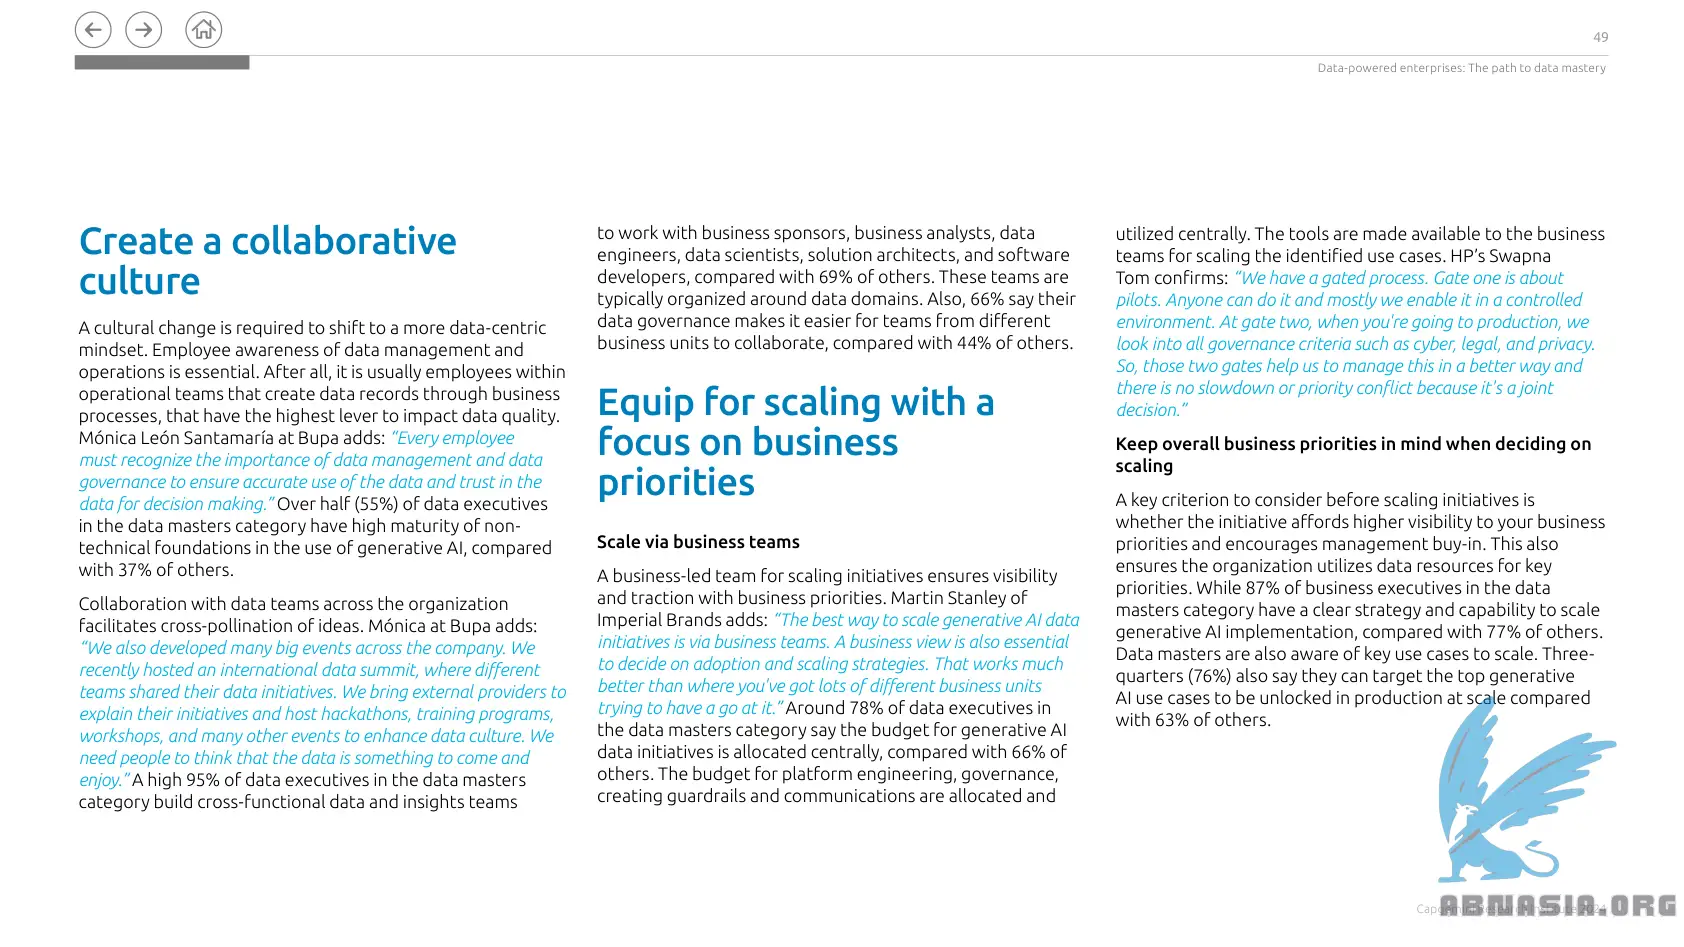 49
Data-powered enterprises: The path to data mastery
Create a collaborative
culture
A cultural change is required to shift to a more data-centric
mindset. Employee awareness of data management and
operations is essential. After all, it is usually employees within
operational teams that create data records through business
processes, that have the highest lever to impact data quality.
Mónica León Santamaría at Bupa adds: “Every employee
must recognize the importance of data management and data
governance to ensure accurate use of the data and trust in the
data for decision making.” Over half (55%) of data executives
in the data masters category have high maturity of non-
technical foundations in the use of generative AI, compared
with 37% of others.
Collaboration with data teams across the organization
facilitates cross-pollination of ideas. Mónica at Bupa adds:
“We also developed many big events across the company. We
recently hosted an international data summit, where different
teams shared their data initiatives. We bring external providers to
explain their initiatives and host hackathons, training programs,
workshops, and many other events to enhance data culture. We
need people to think that the data is something to come and
enjoy.” A high 95% of data executives in the data masters
category build cross-functional data and insights teams
to work with business sponsors, business analysts, data
engineers, data scientists, solution architects, and software
developers, compared with 69% of others. These teams are
typically organized around data domains. Also, 66% say their
data governance makes it easier for teams from different
business units to collaborate, compared with 44% of others.
Equip for scaling with a
focus on business
priorities
Scale via business teams
A business-led team for scaling initiatives ensures visibility
and traction with business priorities. Martin Stanley of
Imperial Brands adds: “The best way to scale generative AI data
initiatives is via business teams. A business view is also essential
to decide on adoption and scaling strategies. That works much
better than where you've got lots of different business units
trying to have a go at it.” Around 78% of data executives in
the data masters category say the budget for generative AI
data initiatives is allocated centrally, compared with 66% of
others. The budget for platform engineering, governance,
creating guardrails and communications are allocated and
utilized centrally. The tools are made available to the business
teams for scaling the identified use cases. HP’s Swapna
Tom confirms: “We have a gated process. Gate one is about
pilots. Anyone can do it and mostly we enable it in a controlled
environment. At gate two, when you're going to production, we
look into all governance criteria such as cyber, legal, and privacy.
So, those two gates help us to manage this in a better way and
there is no slowdown or priority conflict because it's a joint
decision.”
Keep overall business priorities in mind when deciding on
scaling
A key criterion to consider before scaling initiatives is
whether the initiative affords higher visibility to your business
priorities and encourages management buy-in. This also
ensures the organization utilizes data resources for key
priorities. While 87% of business executives in the data
masters category have a clear strategy and capability to scale
generative AI implementation, compared with 77% of others.
Data masters are also aware of key use cases to scale. Three-
quarters (76%) also say they can target the top generative
AI use cases to be unlocked in production at scale compared
with 63% of others.
ABNASIA.ORG